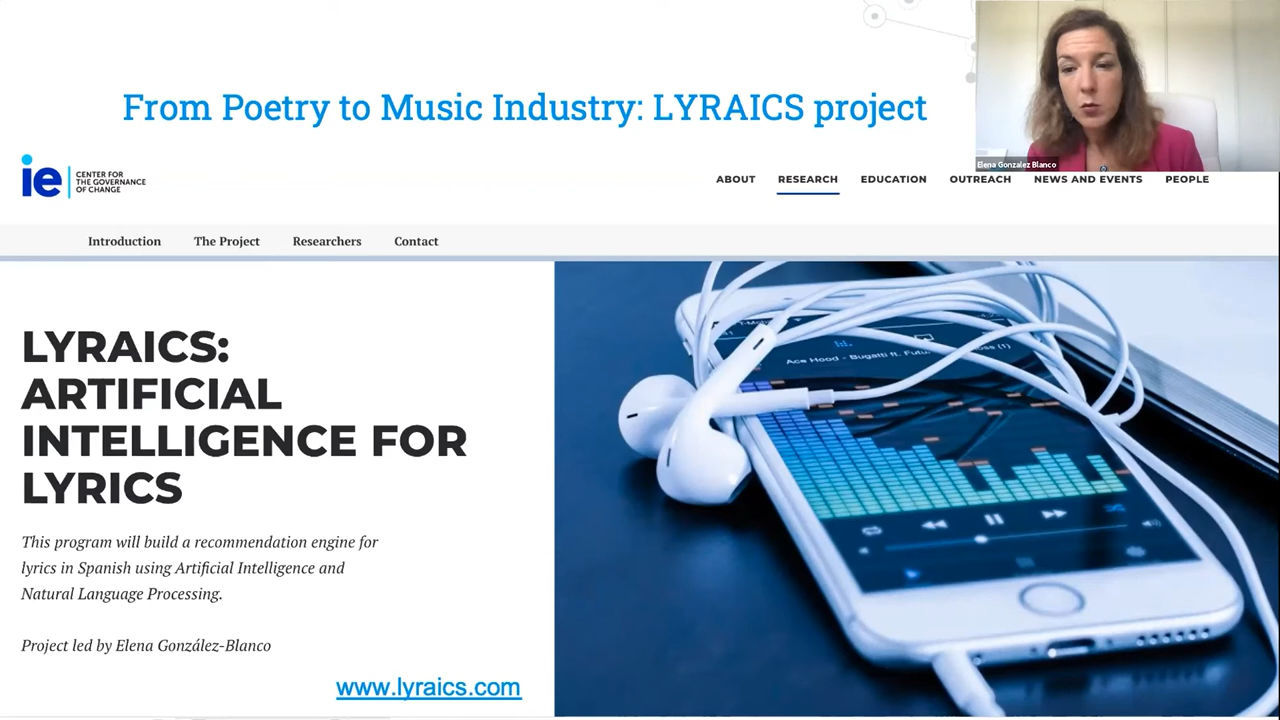 From Poetry to Music Industry: LYRAICS project
Elena Gonzalez Blanco
ie
CENTER FOR
THE GOVERNANCE
OF CHANGE
ABOUT RESEARCH EDUCATION OUTREACH NEWS AND EVENTS PEOPLE
Introduction The Project Researchers Contact
LYRAICS:
ARTIFICIAL
INTELLIGENCE FOR
LYRICS
This program will build a recommendation engine for
lyrics in Spanish using Artificial Intelligence and
Natural Language Processing.
Project led by Elena González-Blanco
www.lyraics.com
Ace Hood - Bugatti ft.